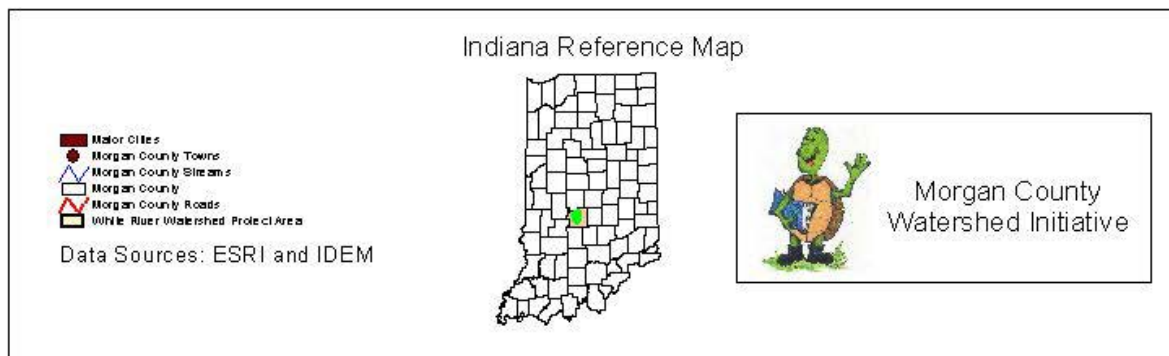 Indiana Reference Map
Major Cities
Morgan County Towns
Morgan County Streams
Morgan County
Morgan County Roads
White River Watershed Project Area
Data Sources: ESRI and IDEM
Morgan County
Watershed Initiative